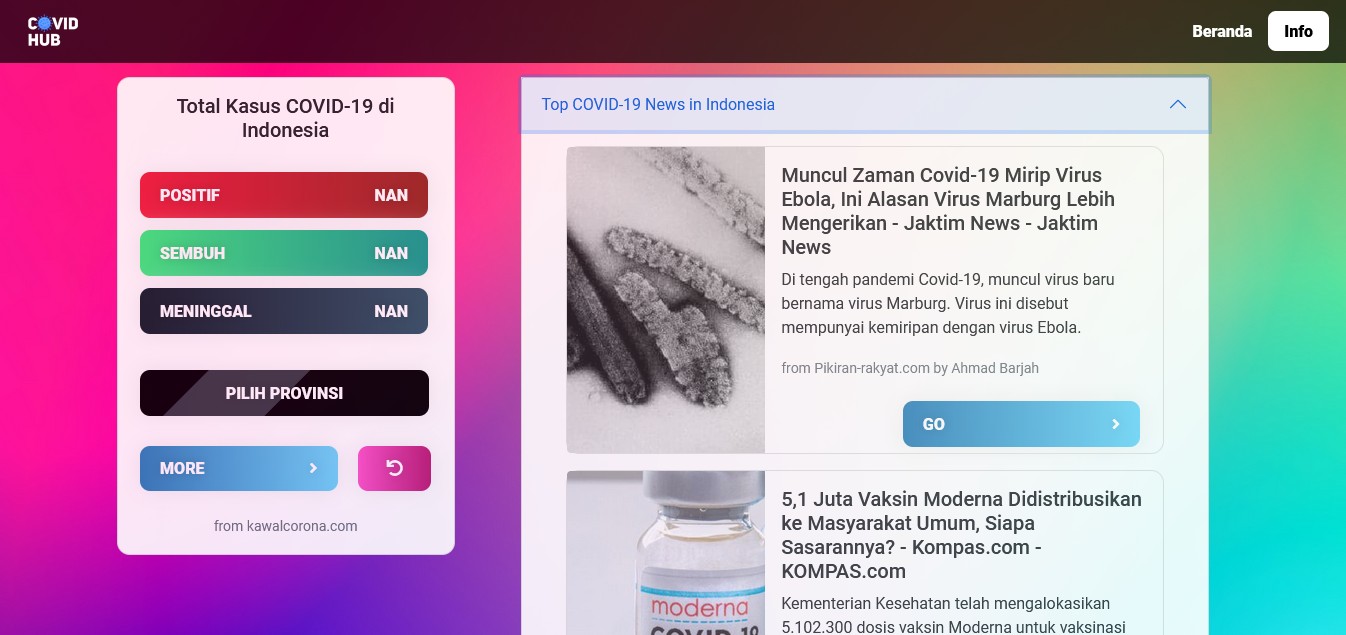 COVID
HUB
Beranda
Info
Total Kasus COVID-19 di
Indonesia
POSITIF NAN
SEMBUH NAN
MENINGGAL NAN
PILIH PROVINSI
MORE
from kawalcorona.com
Top COVID-19 News in Indonesia
Muncul Zaman Covid-19 Mirip Virus
Ebola, Ini Alasan Virus Marburg Lebih
Mengerikan - Jaktim News - Jaktim
News
Di tengah pandemi Covid-19, muncul virus baru
bernama virus Marburg. Virus ini disebut
mempunyai kemiripan dengan virus Ebola.
from Pikiran-rakyat.com by Ahmad Barjah
GO
moderna
COVID-19
5,1 Juta Vaksin Moderna Didistribusikan
ke Masyarakat Umum, Siapa
Sasarannya? - Kompas.com -
KOMPAS.com
Kementerian Kesehatan telah mengalokasikan
5.102.300 dosis vaksin Moderna untuk vaksinasi